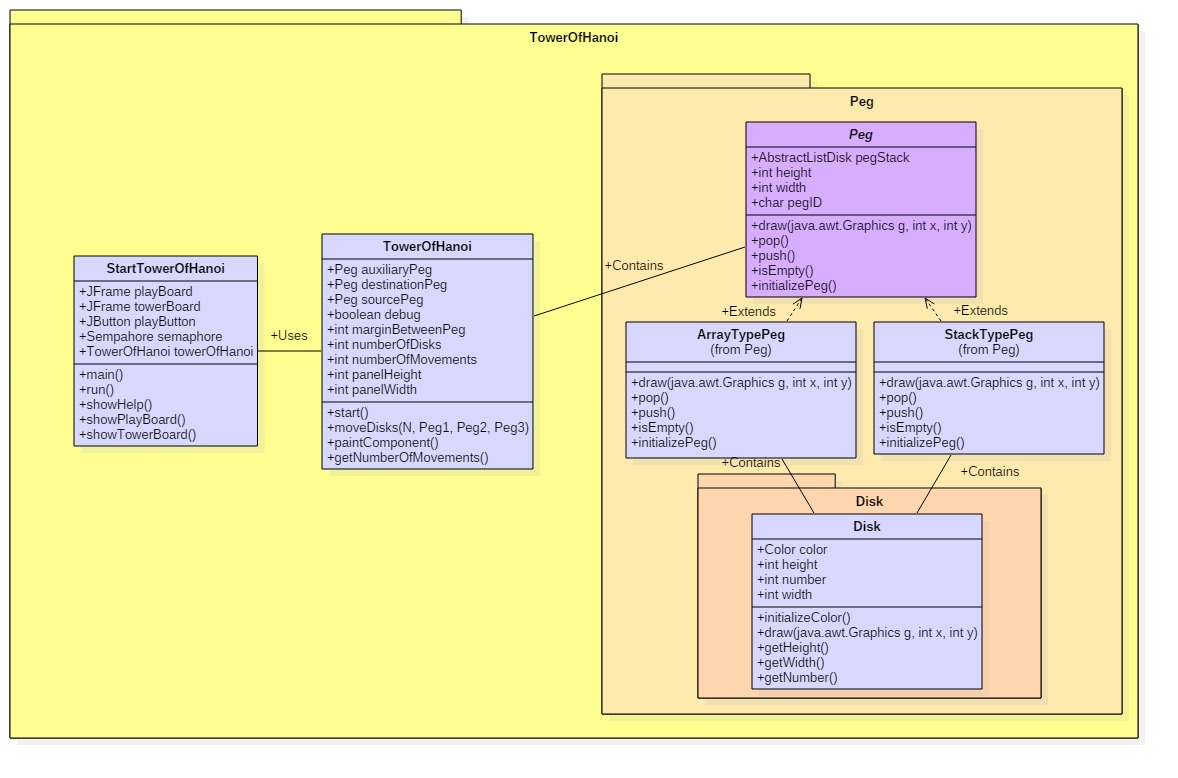 TowerOfHanoi
Peg
Peg
+AbstractListDisk pegStack
+int height
+int width
+char pegID
+draw(java.awt.Graphics g, int x, int y)
+pop()
+push()
+isEmpty()
+initializePeg()
StartTowerOfHanoi
+JFrame playBoard
+JFrame towerBoard
+JButton playButton
+Sempahore semaphore
+TowerOfHanoi towerOfHanoi
+main()
+run()
+showHelp()
+showPlayBoard()
+showTowerBoard()
+Uses
TowerOfHanoi
+Peg auxiliaryPeg
+Peg destinationPeg
+Peg sourcePeg
+boolean debug
+int marginBetweenPeg
+int numberOfDisks
+int numberOfMovements
+int panelHeight
+int panelWidth
+start()
+moveDisks(N, Peg1, Peg2, Peg3)
+paintComponent()
+getNumberOfMovements()
+Contains
+Extends
+Extends
ArrayTypePeg
(from Peg)
+draw(java.awt.Graphics g, int x, int y)
+pop()
+push()
+isEmpty()
+initializePeg()
StackTypePeg
(from Peg)
+draw(java.awt.Graphics g, int x, int y)
+pop()
+push()
+isEmpty()
+initializePeg()
+Contains
+Contains
Disk
Disk
+Color color
+int height
+int number
+int width
+initializeColor()
+draw(java.awt.Graphics g, int x, int y)
+getHeight()
+getWidth()
+getNumber()